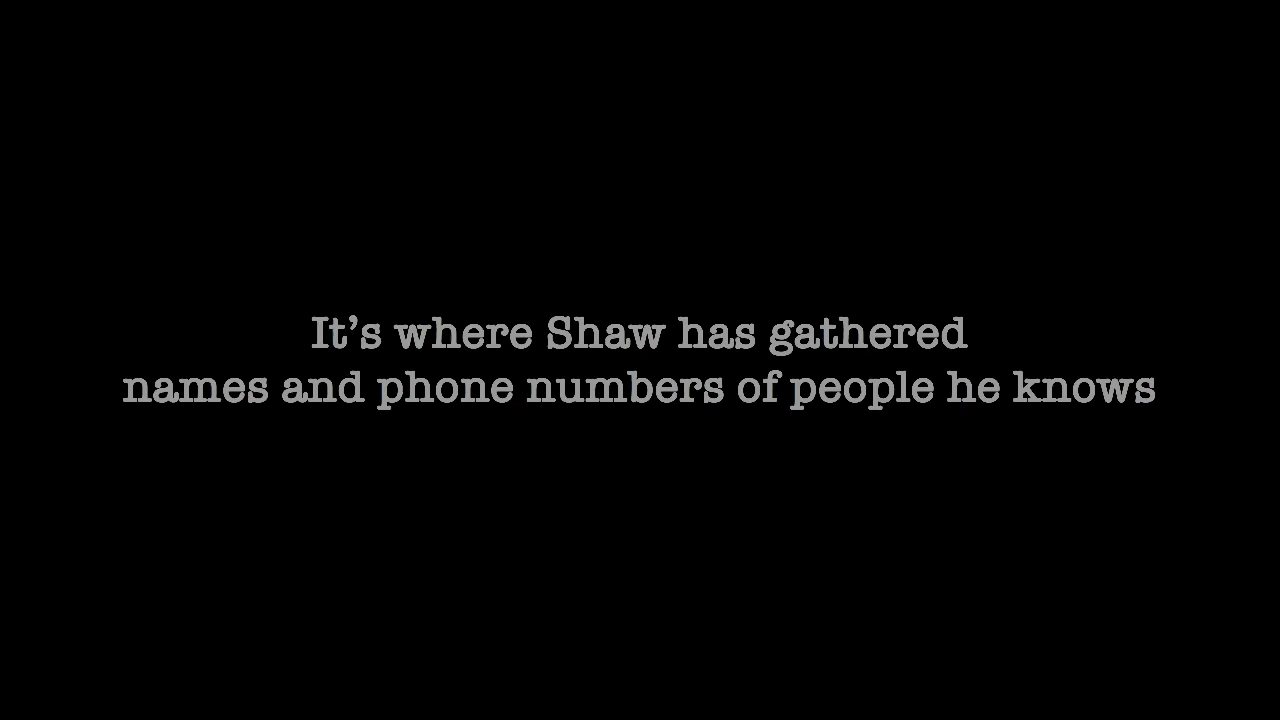 It’s where Shaw has gathered
names and phone numbers of people he knows